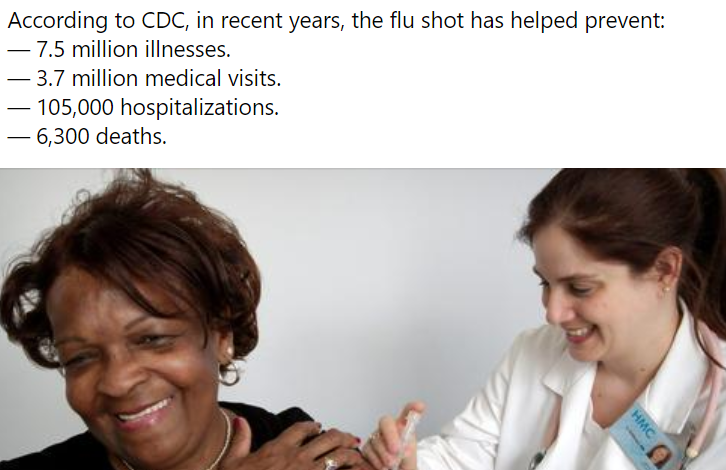 According to CDC, in recent years, the flu shot has helped prevent:
— 7.5 million illnesses.
— 3.7 million medical visits.
— 105,000 hospitalizations.
— 6,300 deaths.
HMC